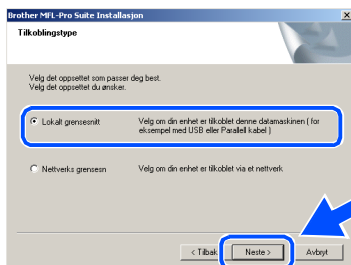 Brother MFL-Pro Suite Installasjon
Tilkoblingstype
Velg det oppsettet som passer deg best.
Velg det oppsettet du ønsker.
Lokalt grensesnitt
Velg om din enhet er tilkoblet denne datamaskinen ( for
eksempel med USB eller Parallell kabel )
Nettverks grensesn
Velg om din enhet er tilkoblet via et nettverk
< Tilbak
Neste >
Avbryt